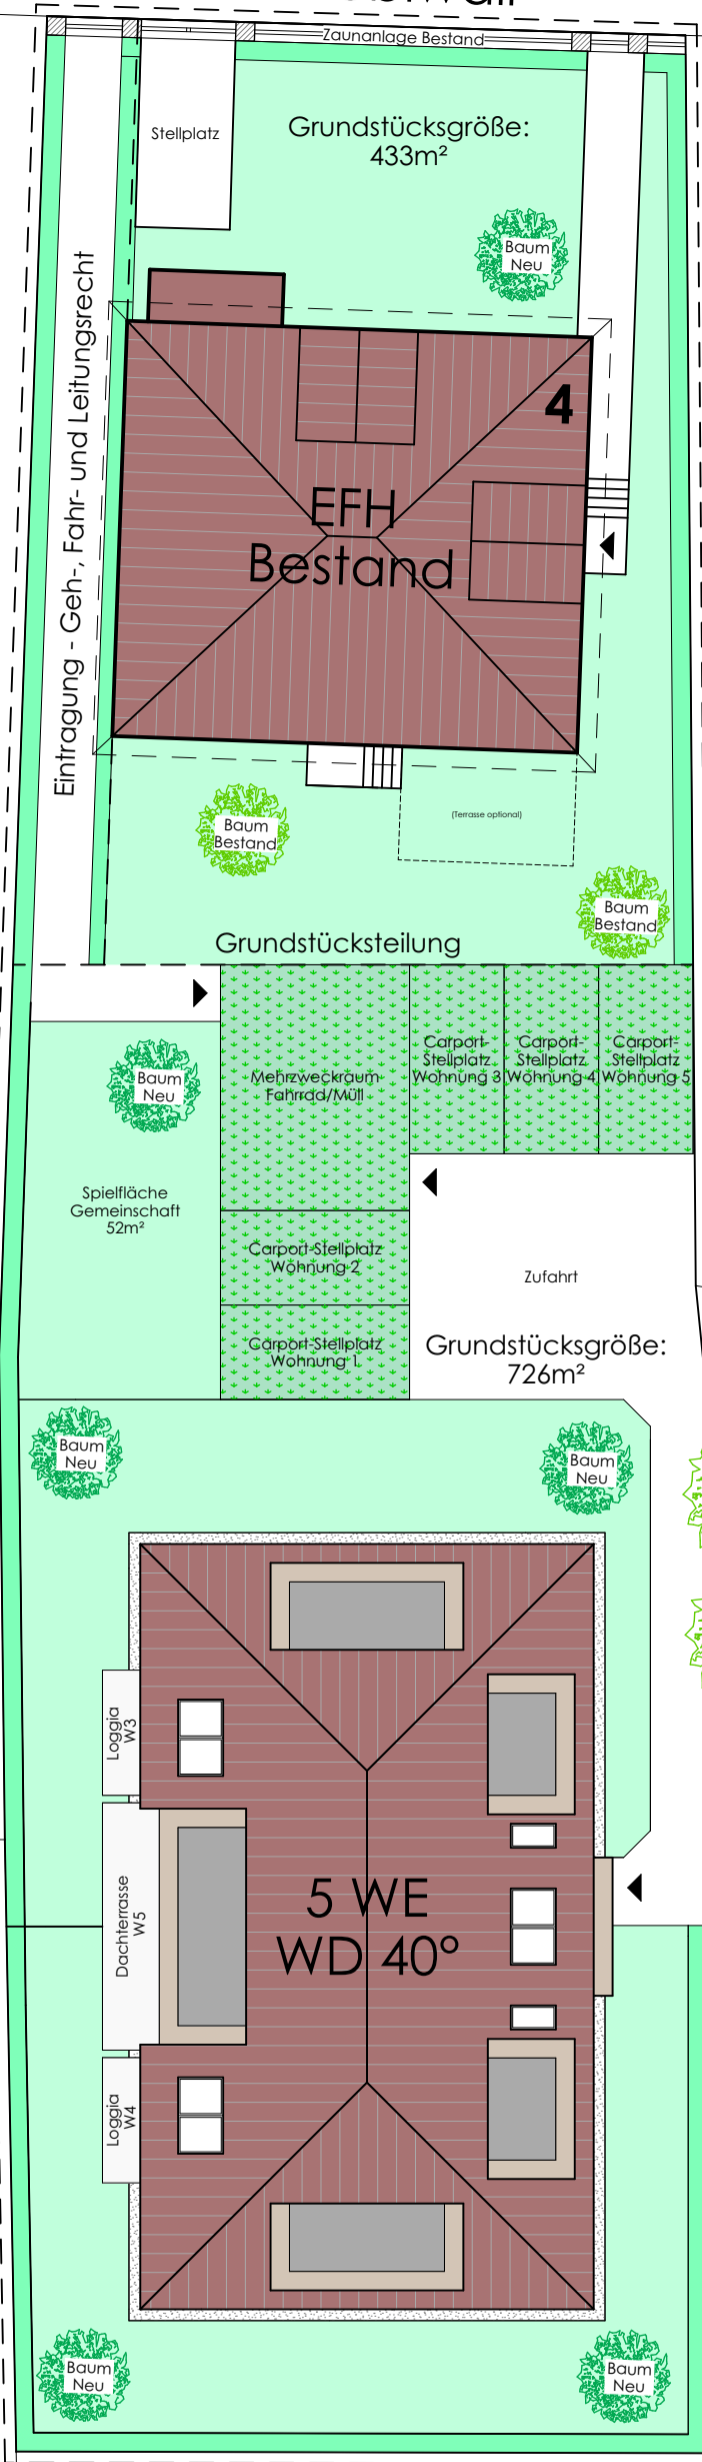 Zaunanlage Bestand
Stellplatz
Grundstücksgröße:
433m²
Baum
Neu
Eintragung - Geh-, Fahr- und Leitungsrecht
4
EFH
Bestand
(Terrasse optional)
Baum
Bestand
Baum
Bestand
Grundstücksteilung
Carport-
Stellplatz
Wohnung 3
Carport-
Stellplatz
Wohnung 4
Carport-
Stellplatz
Wohnung 5
Mehrzweckraum
Fahrrad/Müll
Baum
Neu
Spielfläche
Gemeinschaft
52m²
Carport-Stellplatz
Wohnung 2
Zufahrt
Carport-Stellplatz
Wohnung 1
Grundstücksgröße:
726m²
Baum
Neu
Baum
Neu
Loggia
W3
Dachterrasse
W5
5 WE
WD 40°
Loggia
W4
Baum
Neu
Baum
Neu